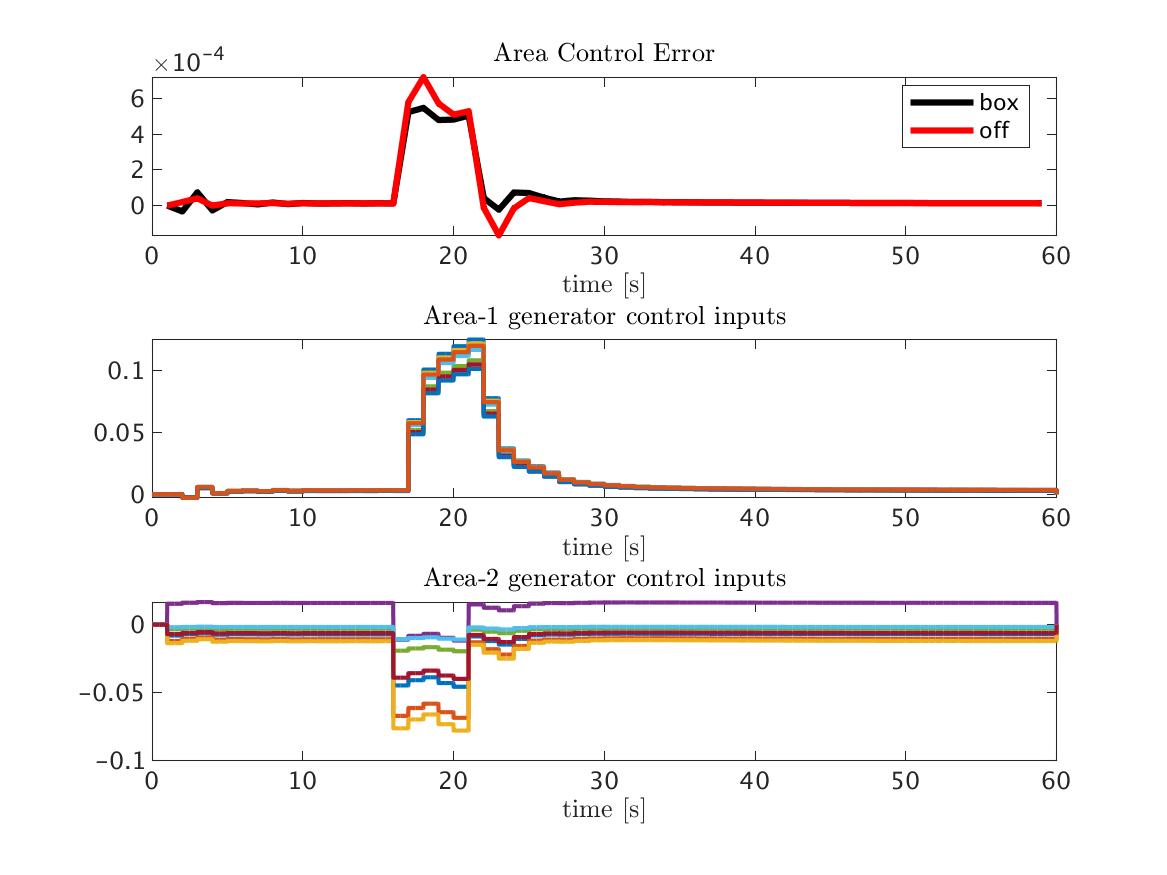 Area Control Error
×10⁻⁴
6
4
2
0
box
off
0 10 20 30 40 50 60
time [s]
Area-1 generator control inputs
0.1
0.05
0
0 10 20 30 40 50 60
time [s]
Area-2 generator control inputs
0
-0.05
-0.1
0 10 20 30 40 50 60
time [s]